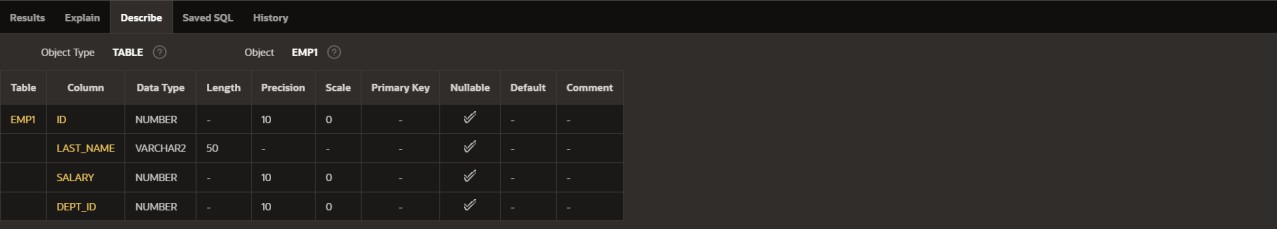 Results Explain Describe Saved SQL History
Object Type TABLE ? Object EMP1 ?
Table Column Data Type Length Precision Scale Primary Key Nullable Default Comment
EMP1 ID NUMBER - 10 0 - ✓ - -
LAST_NAME VARCHAR2 50 - - - ✓ - -
SALARY NUMBER - 10 0 - ✓ - -
DEPT_ID NUMBER - 10 0 - ✓ - -